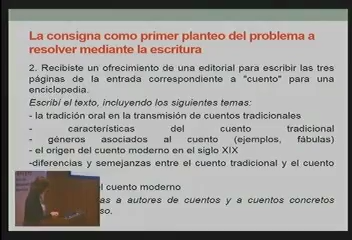 La consigna como primer planteo del problema a
resolver mediante la escritura
2. Recibiste un ofrecimiento de una editorial para escribir las tres
páginas de la entrada correspondiente a "cuento" para una
enciclopedia.
Escribí el texto, incluyendo los siguientes temas:
- la tradición oral en la transmisión de cuentos tradicionales
- características del cuento tradicional
- géneros asociados al cuento (ejemplos, fábulas)
- el origen del cuento moderno en el siglo XIX
-diferencias y semejanzas entre el cuento tradicional y el cuento
el cuento moderno
as a autores de cuentos y a cuentos concretos
so.